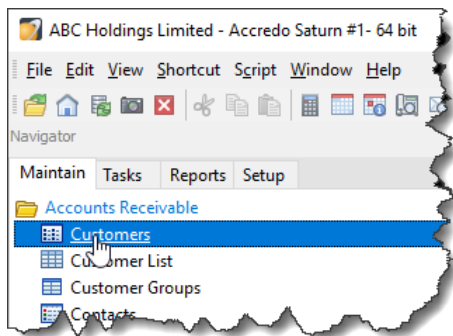 ABC Holdings Limited - Accredo Saturn #1- 64 bit
File Edit View Shortcut Script Window Help
Navigator
Maintain Tasks Reports Setup
Accounts Receivable
Customers
Customer List
Customer Groups
Contacts